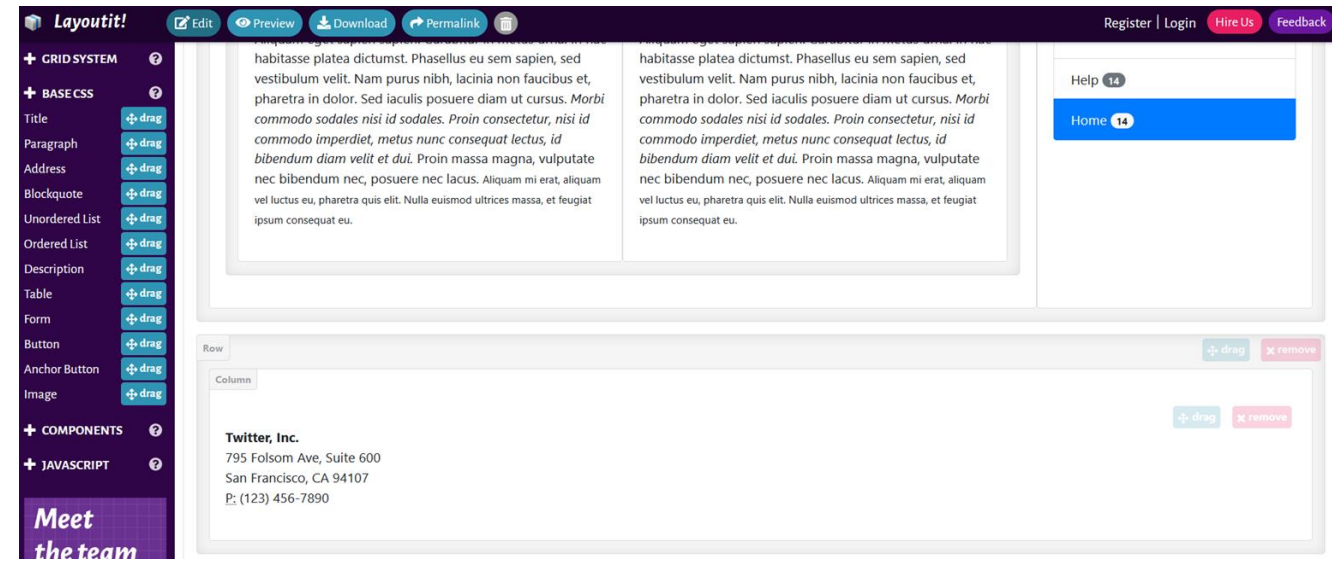 Layoutit!
Edit
Preview
Download
Permalink
Register | Login
Hire Us
Feedback
GRID SYSTEM
BASE CSS
Title drag
Paragraph drag
Address drag
Blockquote drag
Unordered List drag
Ordered List drag
Description drag
Table drag
Form drag
Button drag
Anchor Button drag
Image drag
COMPONENTS
JAVASCRIPT
Meet
the team
habitasse platea dictumst. Phasellus eu sem sapien, sed
vestibulum velit. Nam purus nibh, lacinia non faucibus et,
pharetra in dolor. Sed iaculis posuere diam ut cursus. Morbi
commodo sodales nisi id sodales. Proin consectetur, nisi id
commodo imperdiet, metus nunc consequat lectus, id
bibendum diam velit et dui. Proin massa magna, vulputate
nec bibendum nec, posuere nec lacus. Aliquam mi erat, aliquam
vel luctus eu, pharetra quis elit. Nulla euismod ultrices massa, et feugiat
ipsum consequat eu.
habitasse platea dictumst. Phasellus eu sem sapien, sed
vestibulum velit. Nam purus nibh, lacinia non faucibus et,
pharetra in dolor. Sed iaculis posuere diam ut cursus. Morbi
commodo sodales nisi id sodales. Proin consectetur, nisi id
commodo imperdiet, metus nunc consequat lectus, id
bibendum diam velit et dui. Proin massa magna, vulputate
nec bibendum nec, posuere nec lacus. Aliquam mi erat, aliquam
vel luctus eu, pharetra quis elit. Nulla euismod ultrices massa, et feugiat
ipsum consequat eu.
Help 14
Home 14
Row
drag
remove
Column
drag
remove
Twitter, Inc.
795 Folsom Ave, Suite 600
San Francisco, CA 94107
P: (123) 456-7890